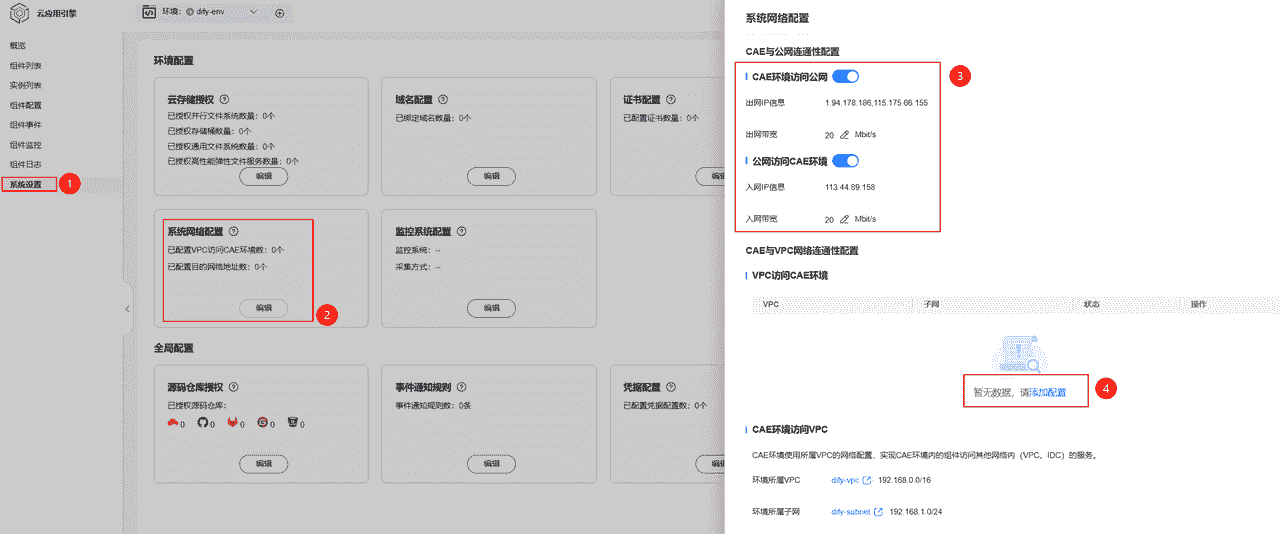 云应用引擎
环境： dify-env
概览
组件列表
实例列表
组件配置
组件事件
组件监控
组件日志
系统设置
1
环境配置
云存储授权
已授权并行文件系统数量：0个
已授权存储桶数量：0个
已授权通用文件系统数量：0个
已授权高性能弹性文件服务数量：0个
编辑
域名配置
已绑定域名数量：0个
编辑
证书配置
已配置证书数量：0个
编辑
系统网络配置
已配置VPC访问CAE环境数：0个
已配置目的网络地址数：0个
编辑
2
监控系统配置
监控系统：--
采集方式：--
编辑
全局配置
源码仓库授权
已授权源码仓库：
0 0 0 0 0
编辑
事件通知规则
事件通知规则数：0条
编辑
凭据配置
已配置凭据配置数：0个
编辑
系统网络配置
CAE与公网连通性配置
CAE环境访问公网
3
出网IP信息 1.94.178.186,115.175.66.155
出网带宽 20 Mbit/s
公网访问CAE环境
入网IP信息 113.44.89.158
入网带宽 20 Mbit/s
CAE与VPC网络连通性配置
VPC访问CAE环境
VPC 子网 状态 操作
暂无数据，请添加配置
4
CAE环境访问VPC
CAE环境使用所属VPC的网络配置，实现CAE环境内的组件访问其他网络内（VPC、IDC）的服务。
环境所属VPC dify-vpc 192.168.0.0/16
环境所属子网 dify-subnet 192.168.1.0/24